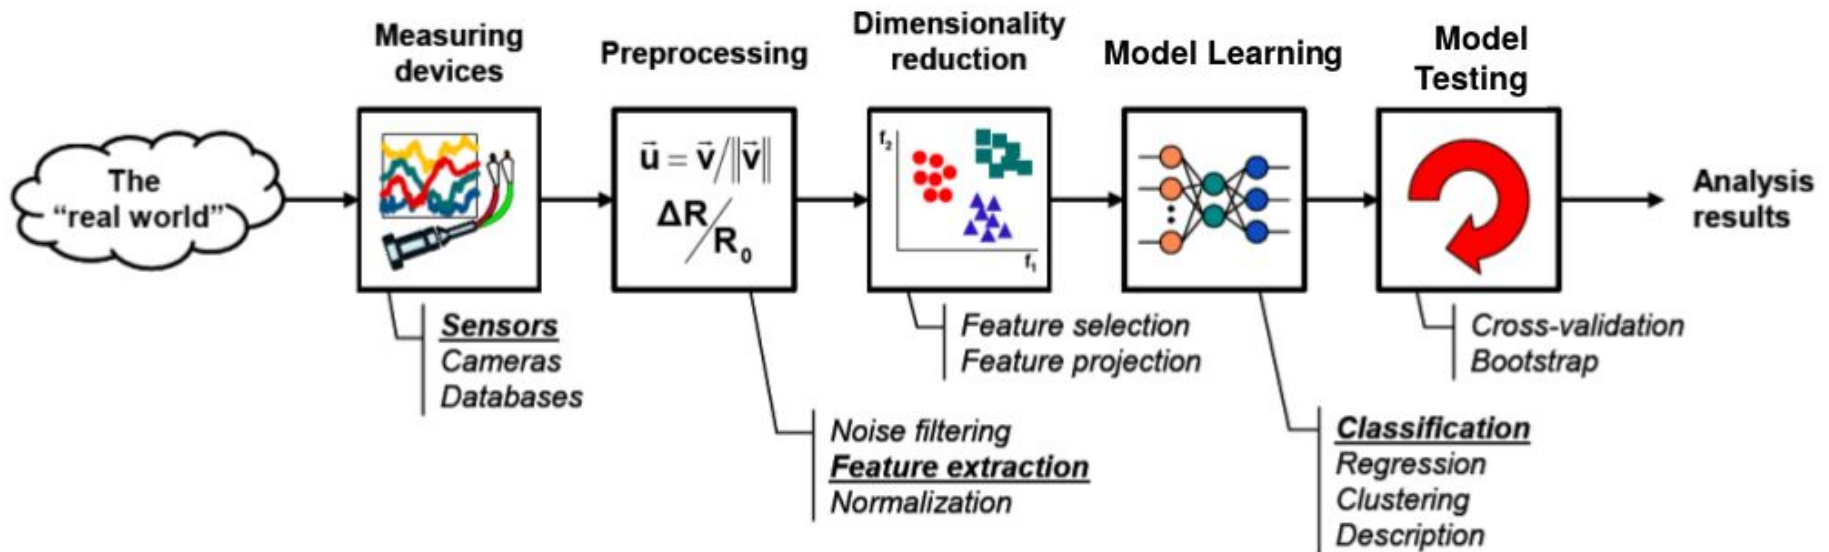 Measuring
devices
Preprocessing
Dimensionality
reduction
Model Learning
Model
Testing
The
“real world”
u⃗ = v⃗/‖v⃗‖
ΔR/R₀
f₂
f₁
Analysis
results
Sensors
Cameras
Databases
Noise filtering
Feature extraction
Normalization
Feature selection
Feature projection
Classification
Regression
Clustering
Description
Cross-validation
Bootstrap